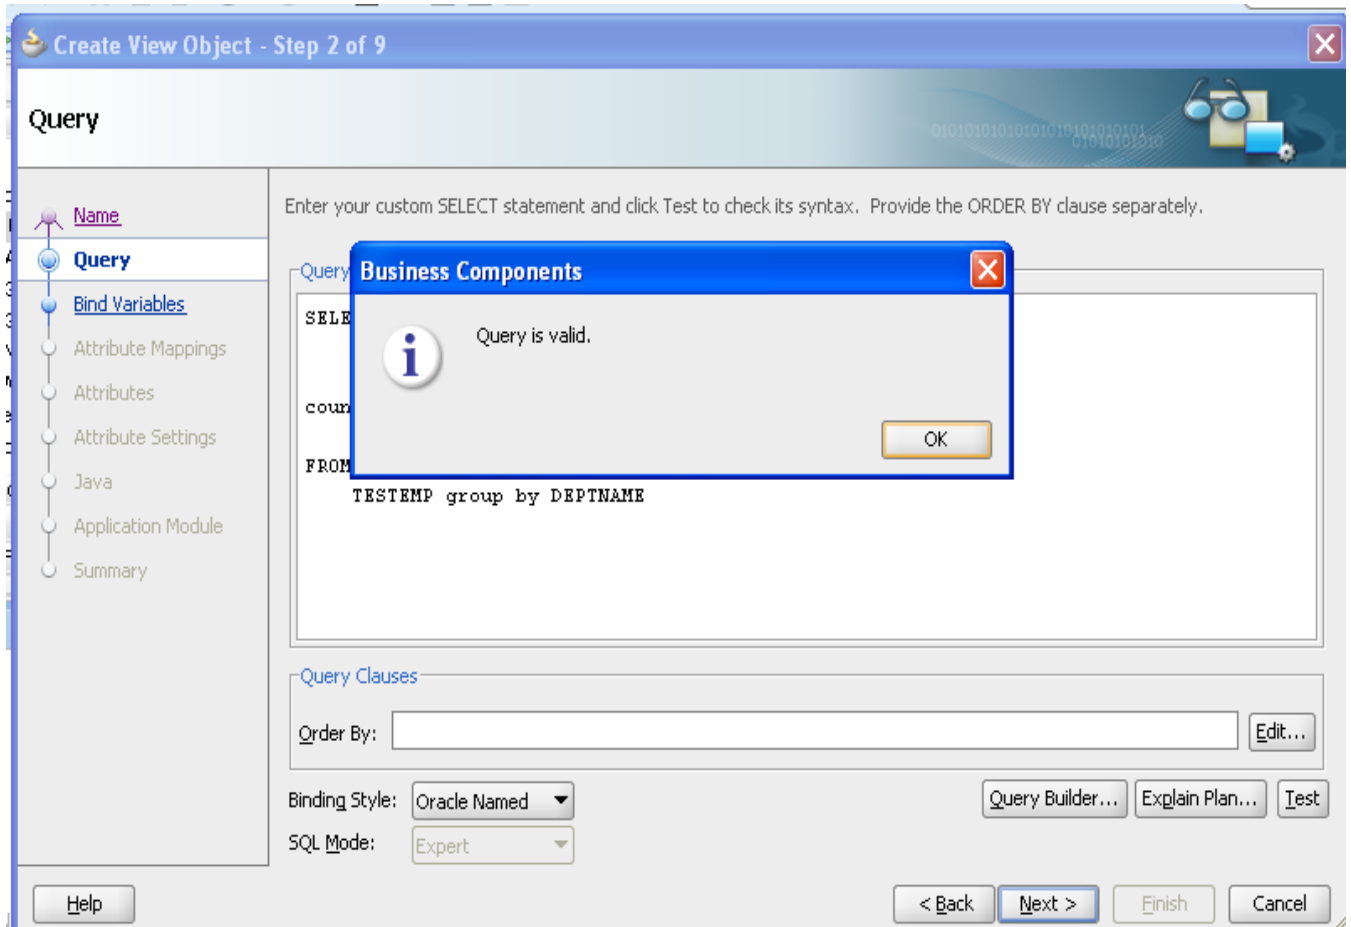 Create View Object - Step 2 of 9
Query
Name
Query
Bind Variables
Attribute Mappings
Attributes
Attribute Settings
Java
Application Module
Summary
Enter your custom SELECT statement and click Test to check its syntax. Provide the ORDER BY clause separately.
Query
Business Components
Query is valid.
OK
SELE
coun
FROM
TESTEMP group by DEPTNAME
Query Clauses
Order By:
Edit...
Binding Style:
Oracle Named
Query Builder...
Explain Plan...
Test
SQL Mode:
Expert
Help
< Back
Next >
Finish
Cancel